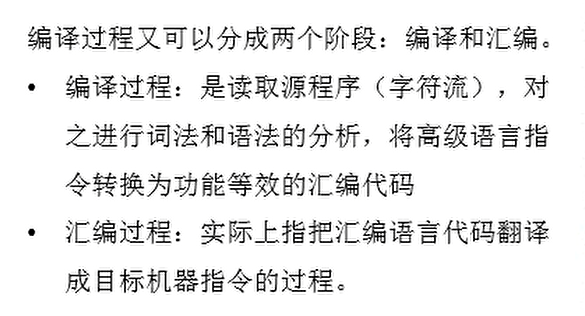 编译过程又可以分成两个阶段：编译和汇编。
• 编译过程：是读取源程序（字符流），对
之进行词法和语法的分析，将高级语言指
令转换为功能等效的汇编代码
• 汇编过程：实际上指把汇编语言代码翻译
成目标机器指令的过程。